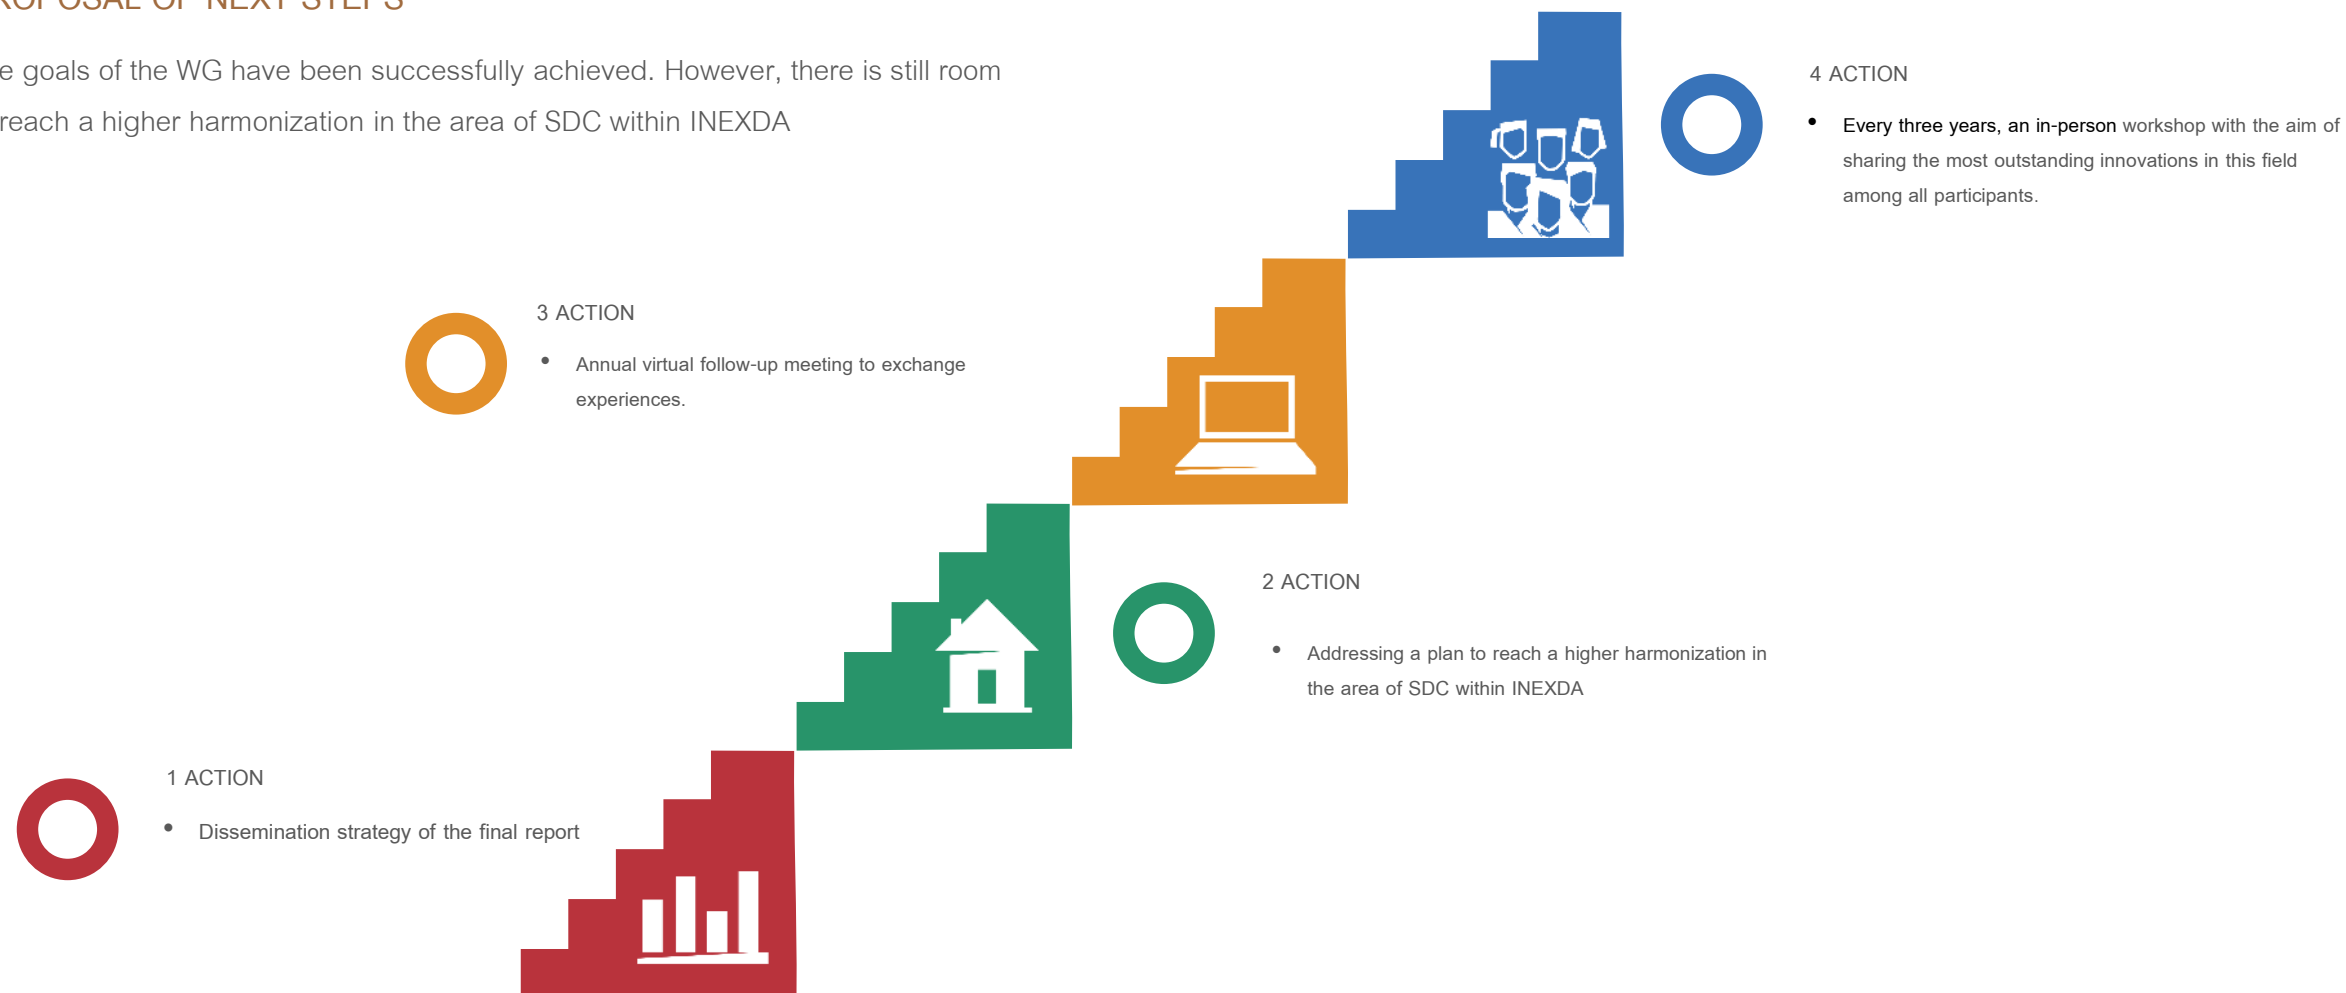 ROPOSAL OF NEXT STEPS
e goals of the WG have been successfully achieved. However, there is still room
reach a higher harmonization in the area of SDC within INEXDA
4 ACTION
• Every three years, an in-person workshop with the aim of
sharing the most outstanding innovations in this field
among all participants.
3 ACTION
• Annual virtual follow-up meeting to exchange
experiences.
2 ACTION
• Addressing a plan to reach a higher harmonization in
the area of SDC within INEXDA
1 ACTION
• Dissemination strategy of the final report